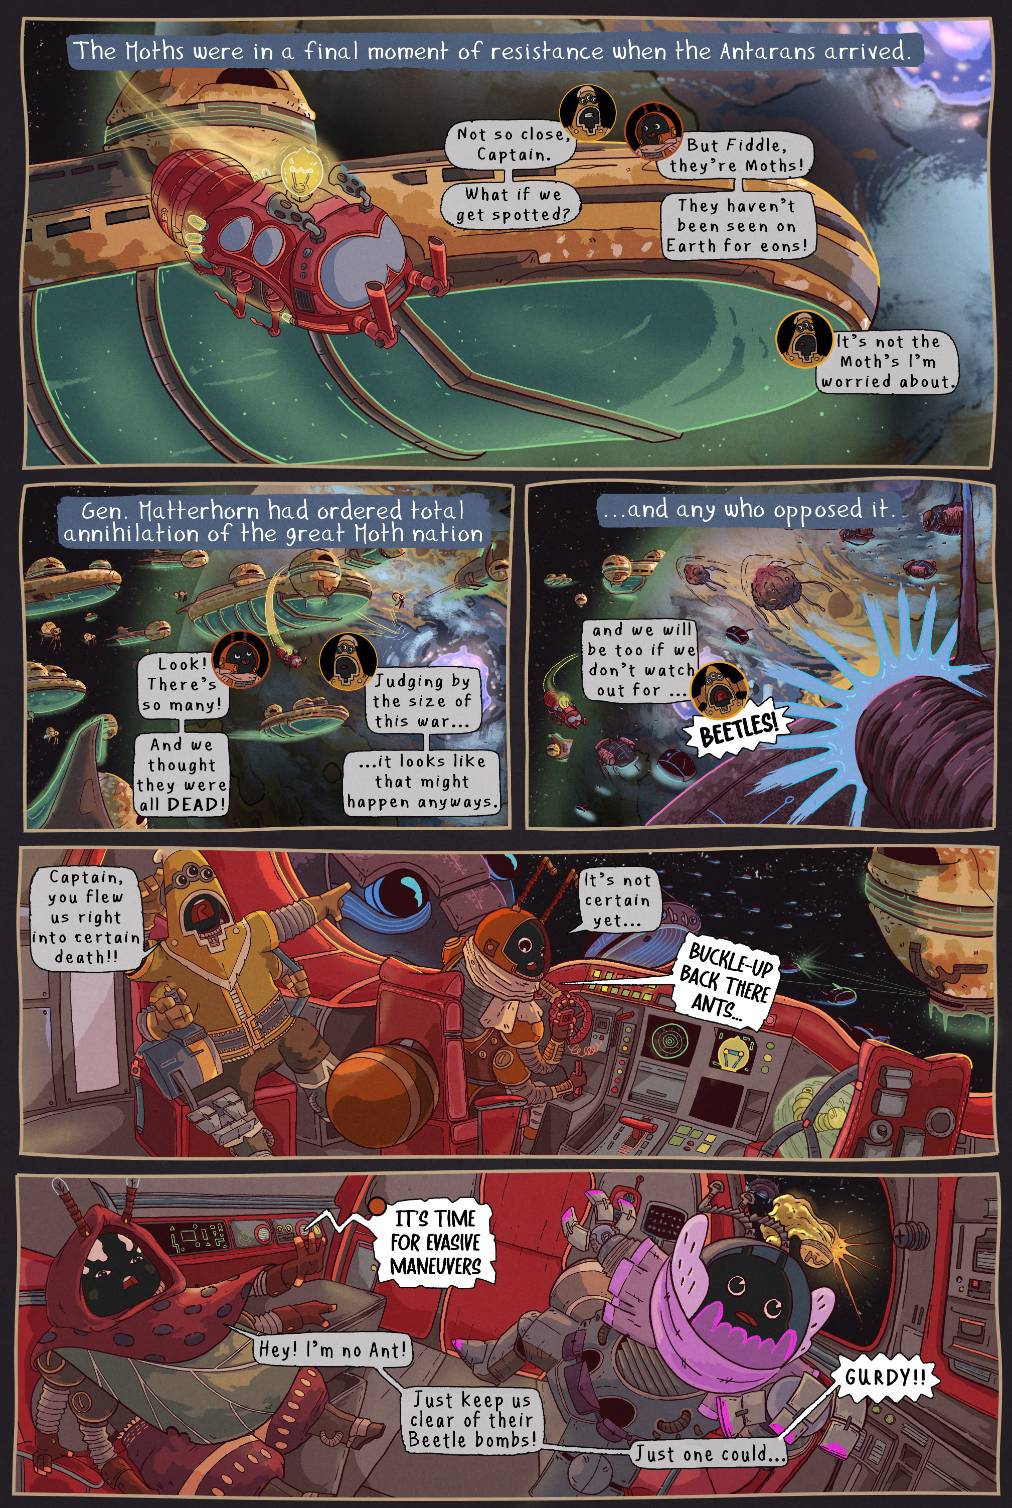 The Moths were in a final moment of resistance when the Antarans arrived.
Not so close,
Captain.
What if we
get spotted?
But Fiddle,
they're Moths!
They haven't
been seen on
Earth for eons!
It's not the
Moth's I'm
worried about.
Gen. Matterhorn had ordered total
annihilation of the great Moth nation
Look!
There's
so many!
And we
thought
they were
all DEAD!
Judging by
the size of
this war...
...it looks like
that might
happen anyways.
...and any who opposed it.
and we will
be too if we
don't watch
out for ...
BEETLES!
Captain,
you flew
us right
into certain
death!!
It's not
certain
yet...
BUCKLE-UP
BACK THERE
ANTS...
IT'S TIME
FOR EVASIVE
MANEUVERS
Hey! I'm no Ant!
Just keep us
clear of their
Beetle bombs!
Just one could...
GURDY!!